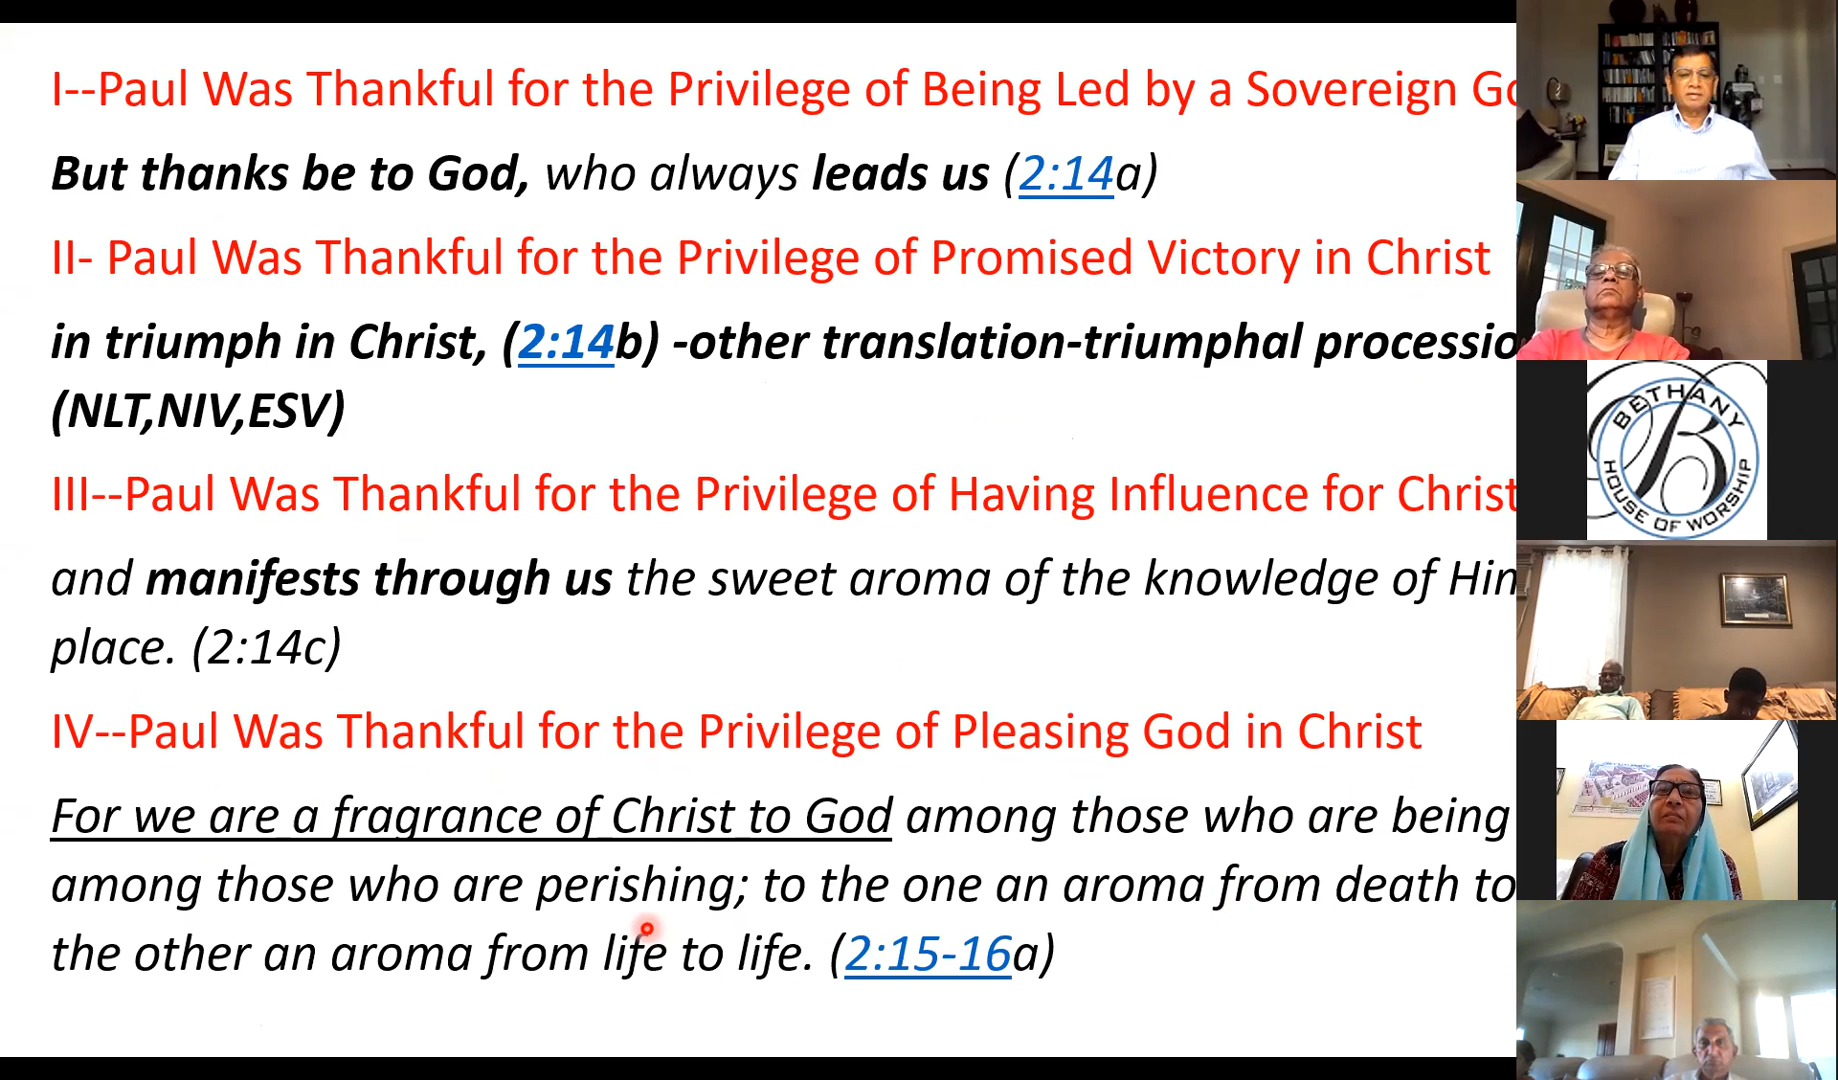 I--Paul Was Thankful for the Privilege of Being Led by a Sovereign
But thanks be to God, who always leads us (2:14a)
II- Paul Was Thankful for the Privilege of Promised Victory in Christ
in triumph in Christ, (2:14b) -other translation-triumphal processio
(NLT,NIV,ESV)
III--Paul Was Thankful for the Privilege of Having Influence for Christ
and manifests through us the sweet aroma of the knowledge of Him
place. (2:14c)
IV--Paul Was Thankful for the Privilege of Pleasing God in Christ
For we are a fragrance of Christ to God among those who are being
among those who are perishing; to the one an aroma from death to
the other an aroma from life to life. (2:15-16a)
BETHANY
B
HOUSE OF WORSHIP